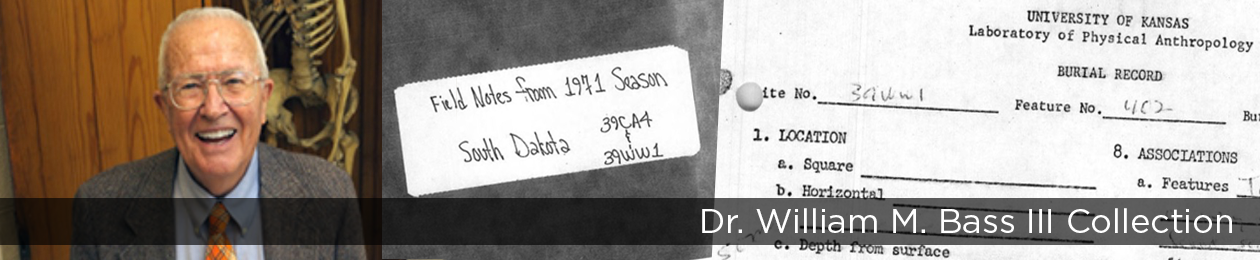 Field Notes from 1971 Season
South Dakota
39CA4
&
39WW1
UNIVERSITY OF KANSAS
Laboratory of Physical Anthropology
BURIAL RECORD
ite No. 39WW1
Feature No. 402
Bu
1. LOCATION
a. Square
b. Horizontal
c. Depth from surface
8. ASSOCIATIONS
a. Features
Dr. William M. Bass III Collection